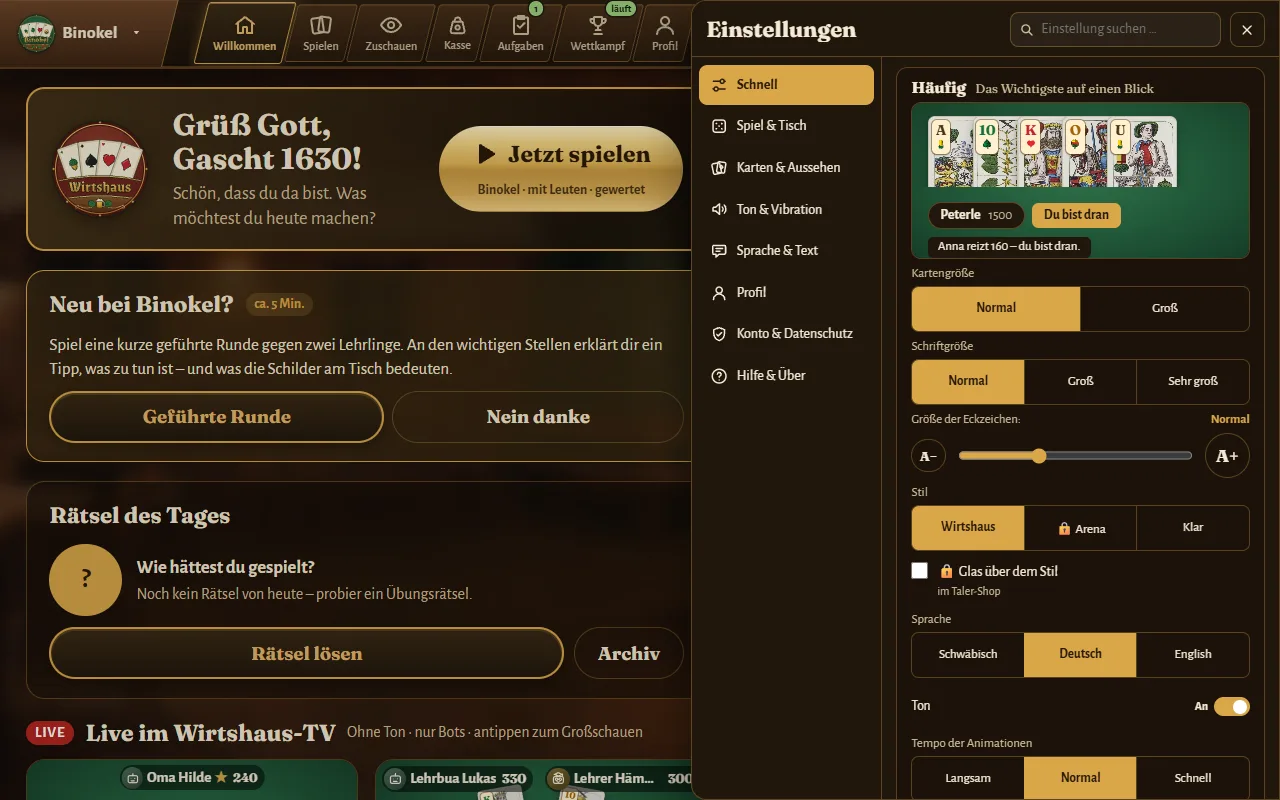 Binokel
Willkommen
Spielen
Zuschauen
Kasse
1
Aufgaben
läuft
Wettkampf
Profil
Einstellungen
Einstellung suchen ...
Wirtshaus
Grüß Gott,
Gascht 1630!
Schön, dass du da bist. Was
möchtest du heute machen?
Jetzt spielen
Binokel · mit Leuten · gewertet
Neu bei Binokel? ca. 5 Min.
Spiel eine kurze geführte Runde gegen zwei Lehrlinge. An den wichtigen Stellen erklärt dir ein
Tipp, was zu tun ist – und was die Schilder am Tisch bedeuten.
Geführte Runde
Nein danke
Rätsel des Tages
?
Wie hättest du gespielt?
Noch kein Rätsel von heute – probier ein Übungsrätsel.
Rätsel lösen
Archiv
LIVE Live im Wirtshaus-TV Ohne Ton · nur Bots · antippen zum Großschauen
Oma Hilde 240
Lehrbua Lukas 330
Lehrer Häm... 300
K
10
Schnell
Spiel & Tisch
Karten & Aussehen
Ton & Vibration
Sprache & Text
Profil
Konto & Datenschutz
Hilfe & Über
Häufig Das Wichtigste auf einen Blick
A 10 K O U
Peterle 1500 Du bist dran
Anna reizt 160 – du bist dran.
Kartengröße
Normal Groß
Schriftgröße
Normal Groß Sehr groß
Größe der Eckzeichen: Normal
A− A+
Stil
Wirtshaus Arena Klar
Glas über dem Stil
im Taler-Shop
Sprache
Schwäbisch Deutsch English
Ton An
Tempo der Animationen
Langsam Normal Schnell